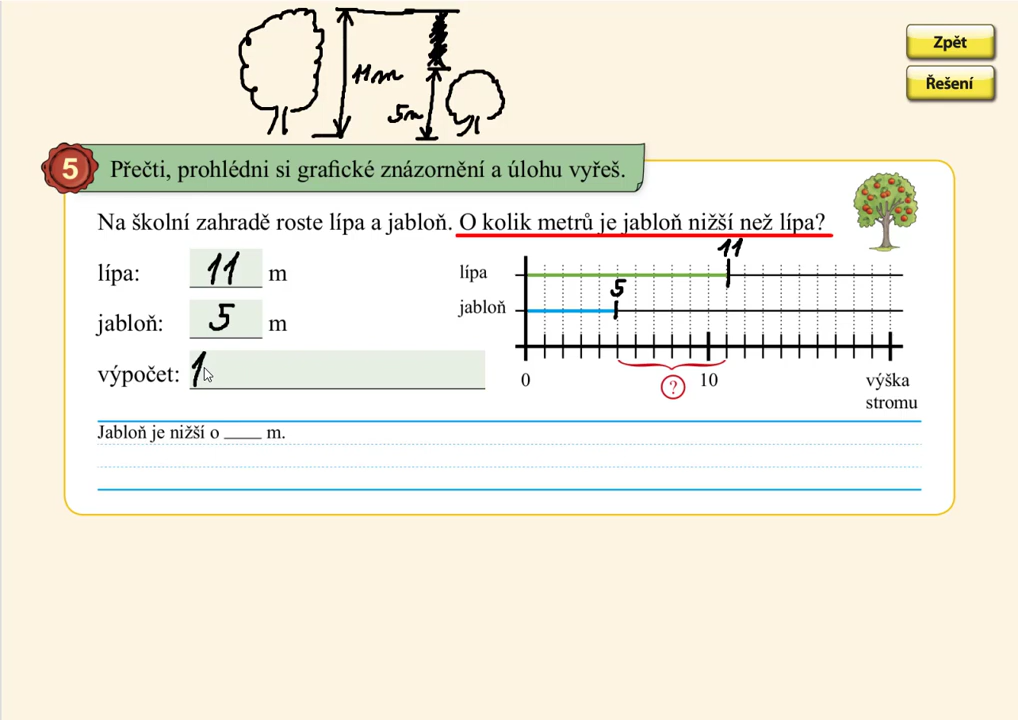 11m
5m
Zpět
Řešení
5 Přečti, prohlédni si grafické znázornění a úlohu vyřeš.
Na školní zahradě roste lípa a jabloň. O kolik metrů je jabloň nižší než lípa?
lípa: 11 m
jabloň: 5 m
výpočet: 1
lípa 11
jabloň 5
0 ? 10 výška
stromu
Jabloň je nižší o ____ m.